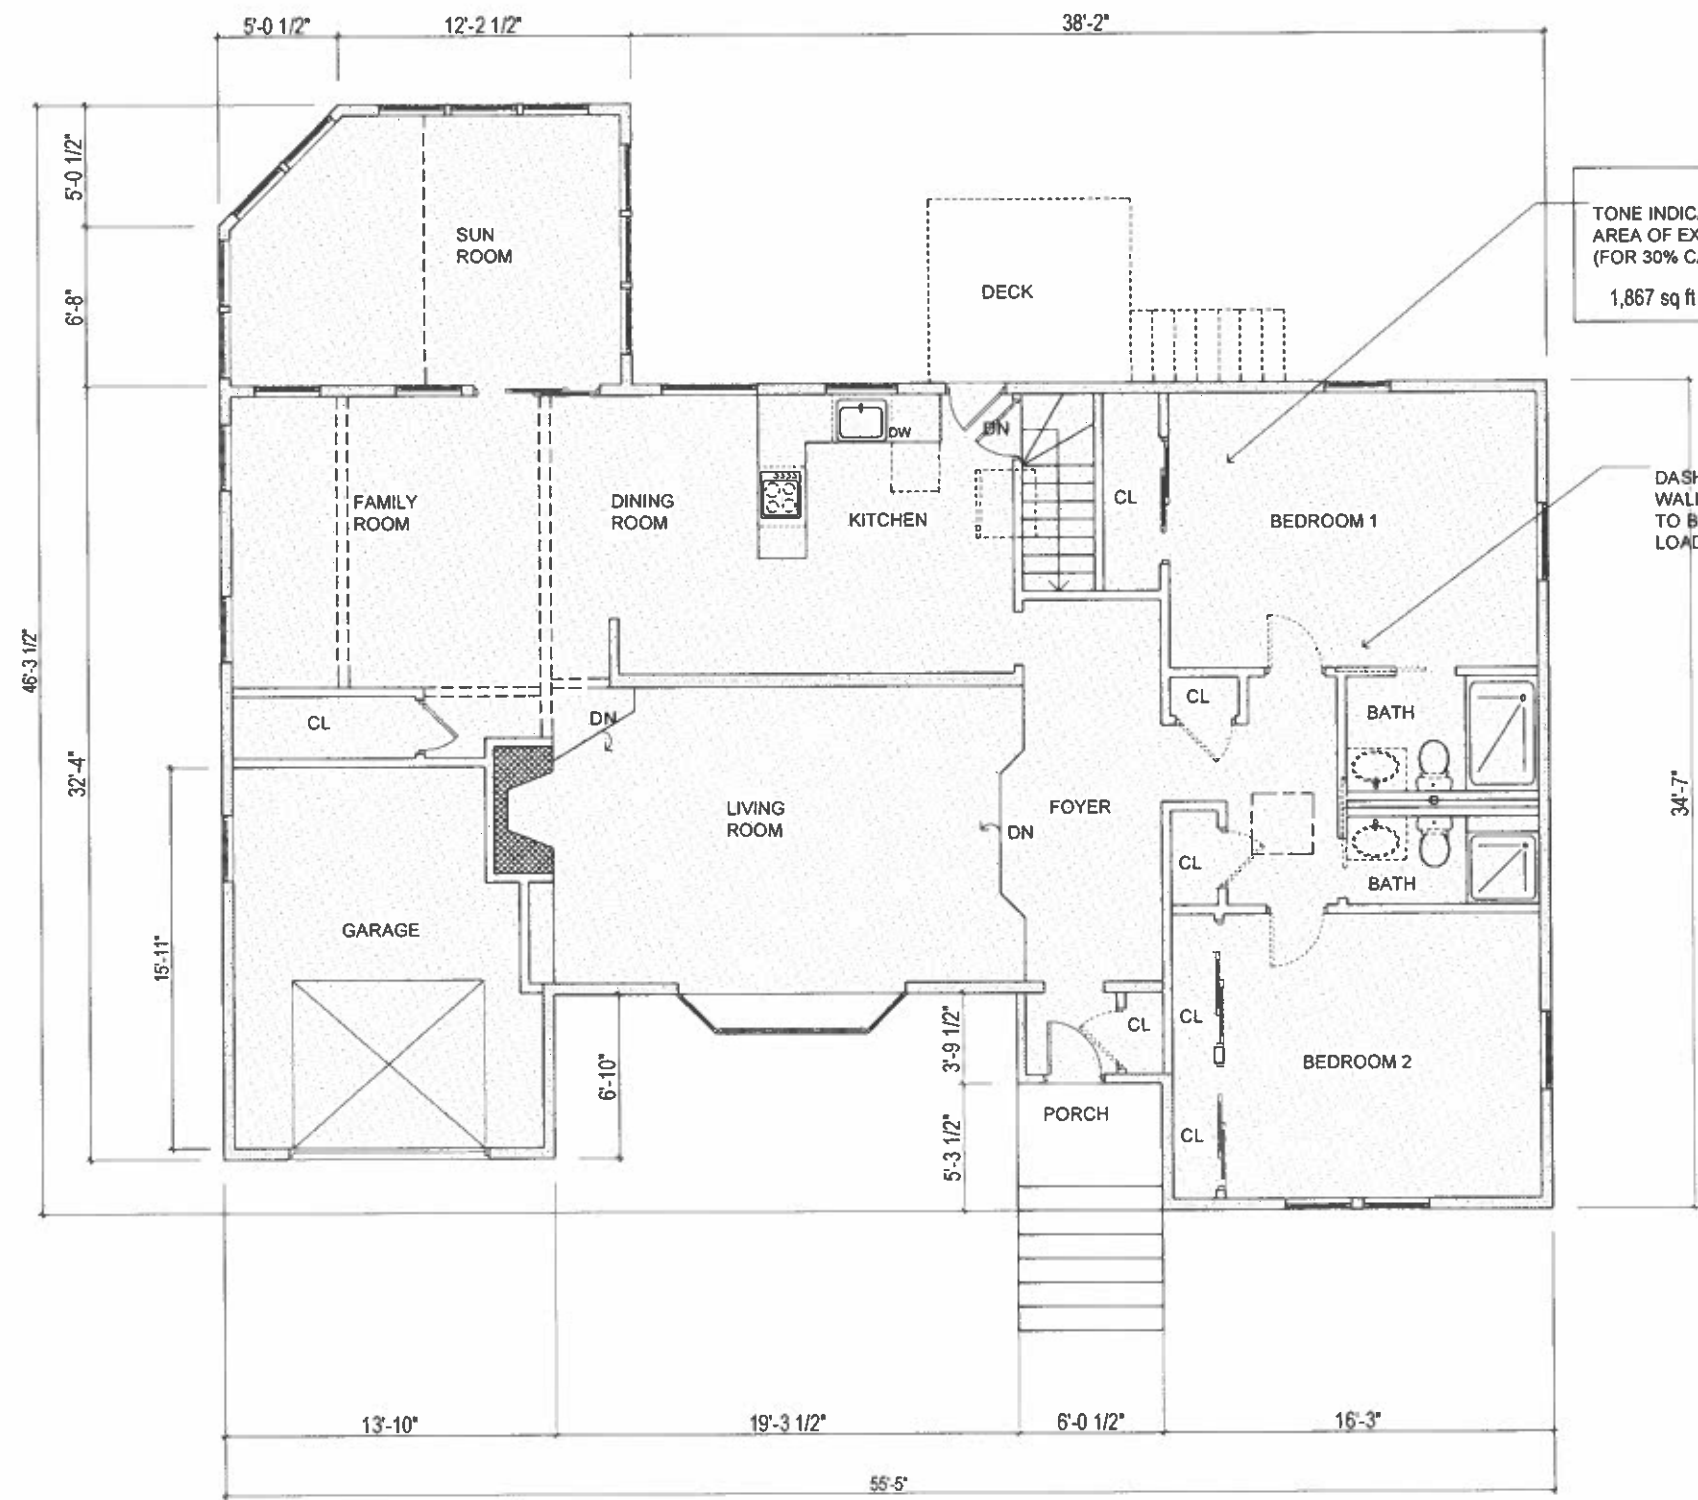 5'-0 1/2" 12'-2 1/2" 38'-2"
5'-0 1/2"
6'-8"
46'-3 1/2"
32'-4"
15'-11"
SUN
ROOM
DECK
TONE INDIC
AREA OF EX
(FOR 30% C
1,867 sq ft
DW
DN
FAMILY
ROOM
DINING
ROOM
KITCHEN
CL
BEDROOM 1
DASH
WALL
TO B
LOAD
CL
DN
CL
BATH
LIVING
ROOM
FOYER
DN
34'-7"
CL
BATH
GARAGE
6'-10"
3'-9 1/2"
5'-3 1/2"
CL
CL
BEDROOM 2
PORCH
CL
13'-10" 19'-3 1/2" 6'-0 1/2" 16'-3"
55'-5"